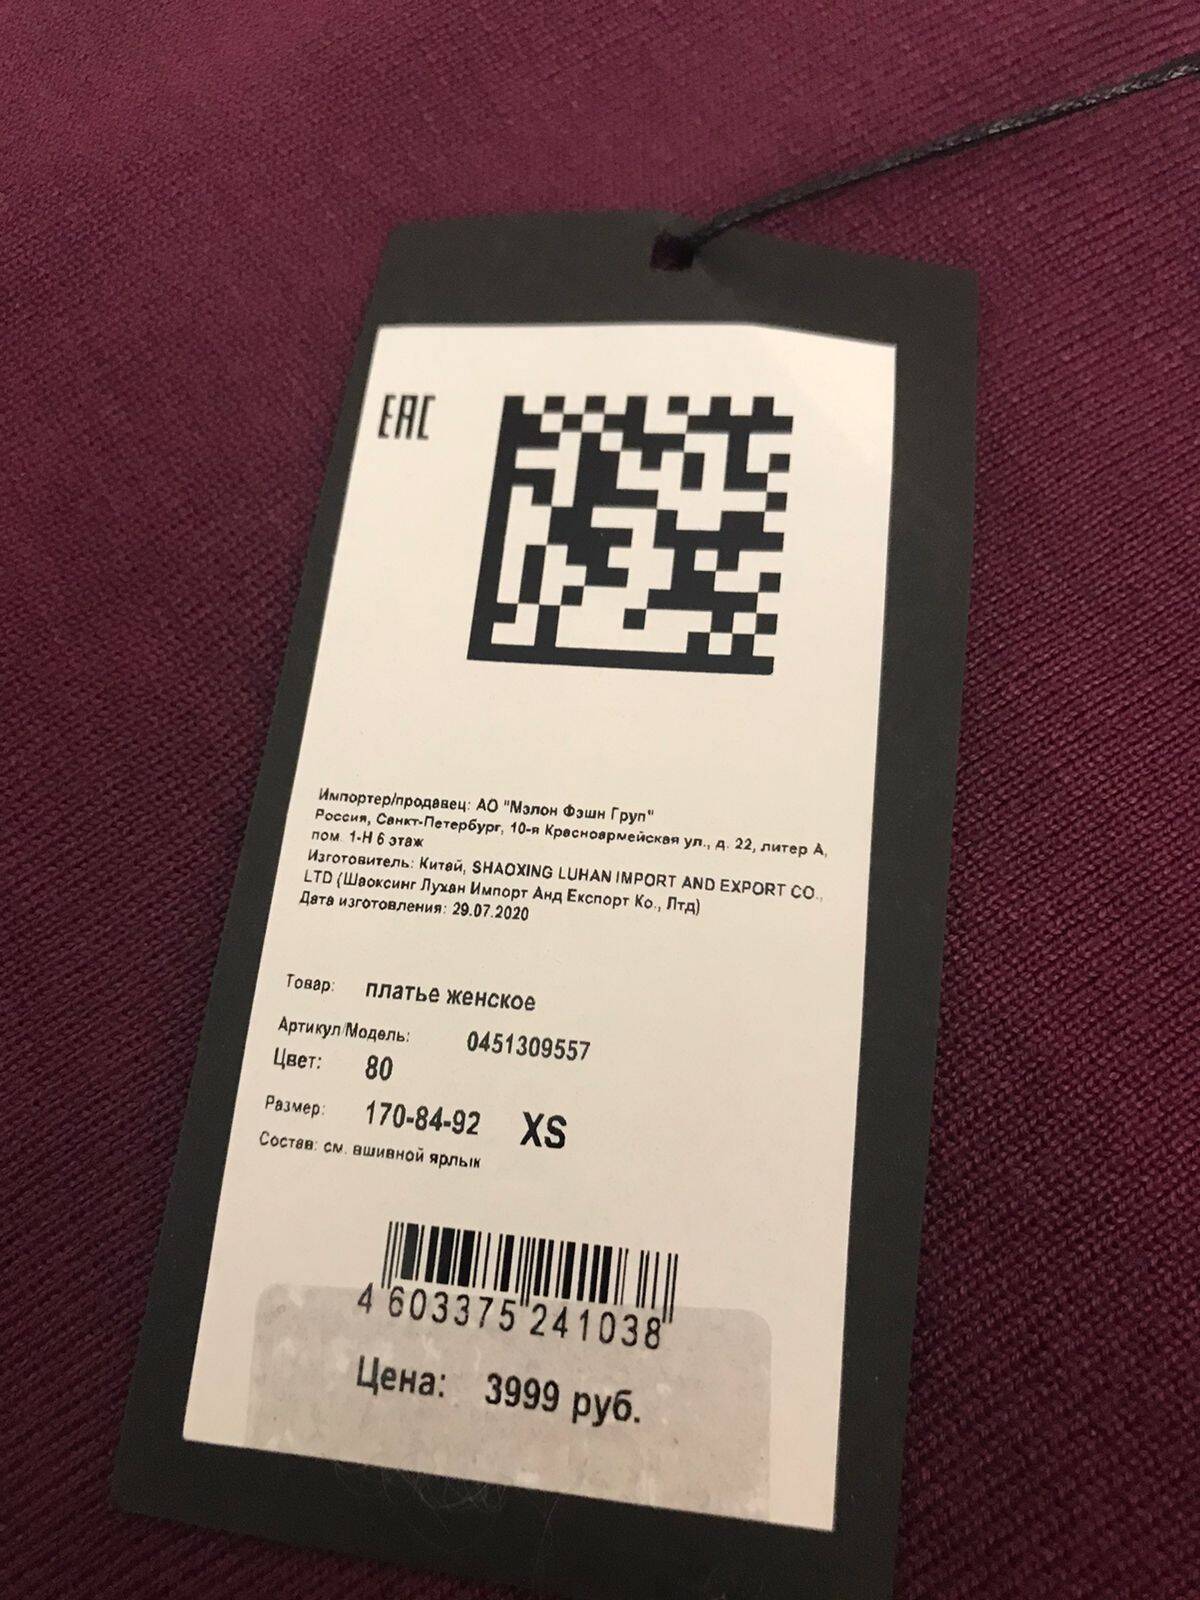 EAC
Импортер/продавец: АО "Мэлон Фэшн Груп"
Россия, Санкт-Петербург, 10-я Красноармейская ул., д. 22, литер А,
пом. 1-Н 6 этаж
Изготовитель: Китай, SHAOXING LUHAN IMPORT AND EXPORT CO.,
LTD (Шаоксинг Лухан Импорт Анд Експорт Ко., Лтд)
Дата изготовления: 29.07.2020
Товар: платье женское
Артикул/Модель: 0451309557
Цвет: 80
Размер: 170-84-92 XS
Состав: см. вшивной ярлык
4 603375 241038
Цена: 3999 руб.